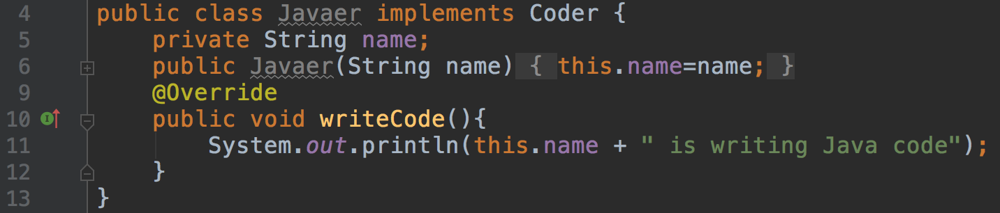 4 public class Javaer implements Coder {
5     private String name;
6     public Javaer(String name) { this.name=name; }
9     @Override
10     public void writeCode(){
11         System.out.println(this.name + " is writing Java code");
12     }
13 }